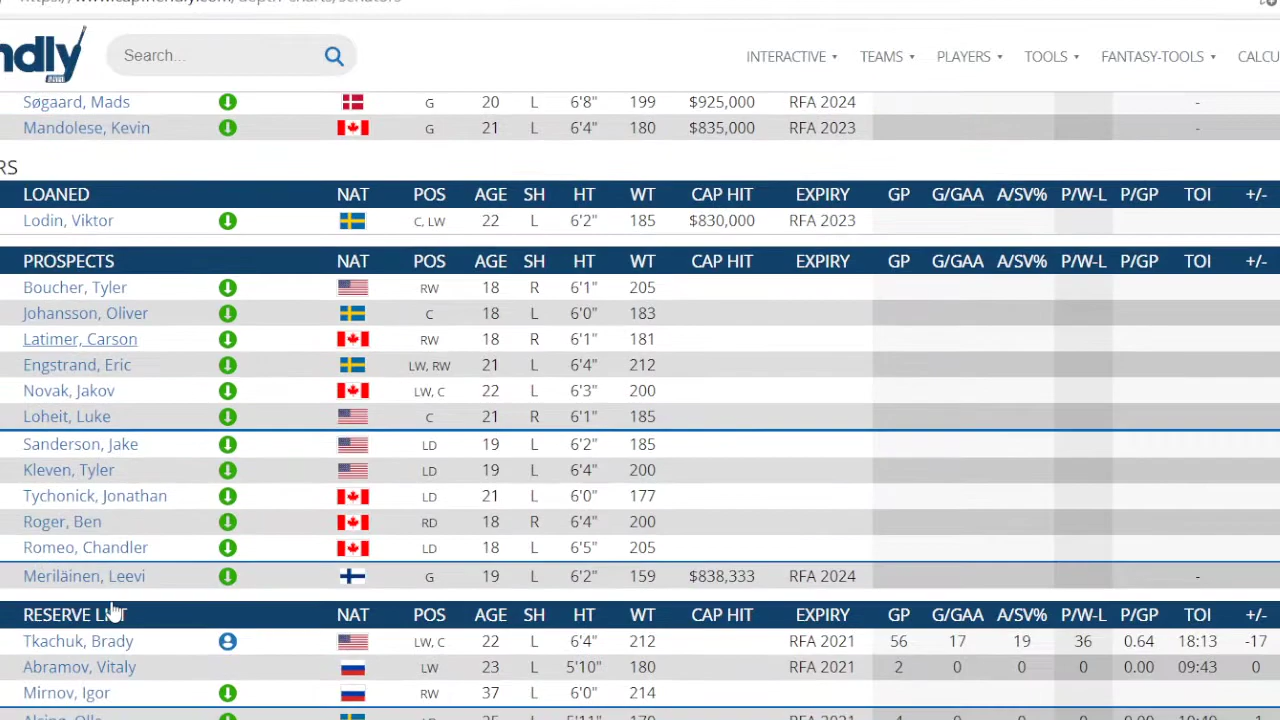 ndly
Search...
INTERACTIVE TEAMS PLAYERS TOOLS FANTASY-TOOLS CALCU
Søgaard, Mads G 20 L 6'8" 199 $925,000 RFA 2024 -
Mandolese, Kevin G 21 L 6'4" 180 $835,000 RFA 2023 -
RS
LOANED NAT POS AGE SH HT WT CAP HIT EXPIRY GP G/GAA A/SV% P/W-L P/GP TOI +/-
Lodin, Viktor C, LW 22 L 6'2" 185 $830,000 RFA 2023
PROSPECTS NAT POS AGE SH HT WT CAP HIT EXPIRY GP G/GAA A/SV% P/W-L P/GP TOI +/-
Boucher, Tyler RW 18 R 6'1" 205
Johansson, Oliver C 18 L 6'0" 183
Latimer, Carson RW 18 R 6'1" 181
Engstrand, Eric LW, RW 21 L 6'4" 212
Novak, Jakov LW, C 22 L 6'3" 200
Loheit, Luke C 21 R 6'1" 185
Sanderson, Jake LD 19 L 6'2" 185
Kleven, Tyler LD 19 L 6'4" 200
Tychonick, Jonathan LD 21 L 6'0" 177
Roger, Ben RD 18 R 6'4" 200
Romeo, Chandler LD 18 L 6'5" 205
Meriläinen, Leevi G 19 L 6'2" 159 $838,333 RFA 2024 -
RESERVE LIST NAT POS AGE SH HT WT CAP HIT EXPIRY GP G/GAA A/SV% P/W-L P/GP TOI +/-
Tkachuk, Brady LW, C 22 L 6'4" 212 RFA 2021 56 17 19 36 0.64 18:13 -17
Abramov, Vitaly LW 23 L 5'10" 180 RFA 2021 2 0 0 0 0.00 09:43 0
Mirnov, Igor RW 37 L 6'0" 214